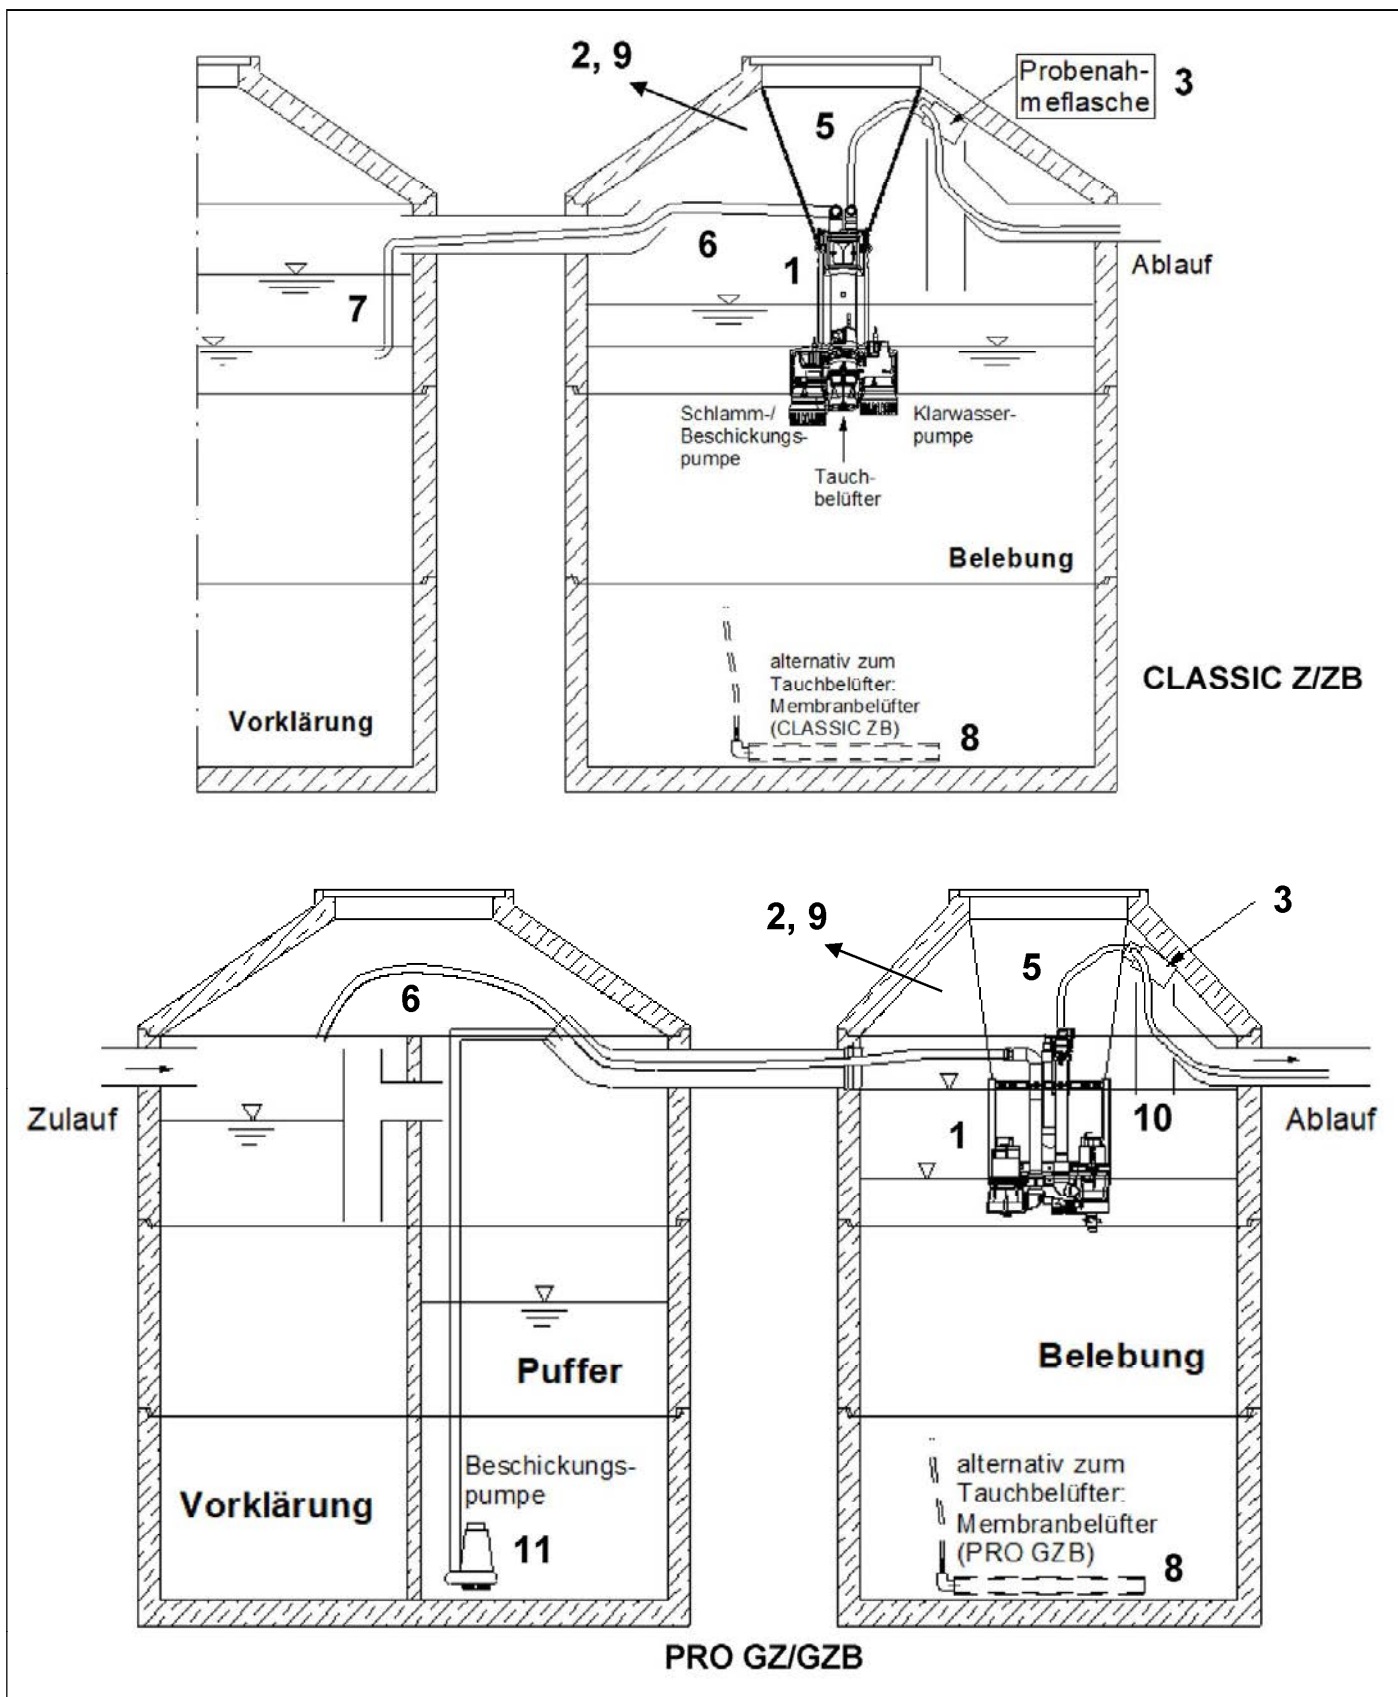 2, 9
Probenah-
meflasche
3
5
6
1
7
Ablauf
Schlamm-/
Beschickungs-
pumpe
Klarwasser-
pumpe
Tauch-
belüfter
Belebung
alternativ zum
Tauchbelüfter:
Membranbelüfter
(CLASSIC ZB)
8
CLASSIC Z/ZB
Vorklärung
2, 9
3
5
6
Zulauf
1
10
Ablauf
Puffer
Belebung
Beschickungs-
pumpe
11
Vorklärung
alternativ zum
Tauchbelüfter:
Membranbelüfter
(PRO GZB)
8
PRO GZ/GZB